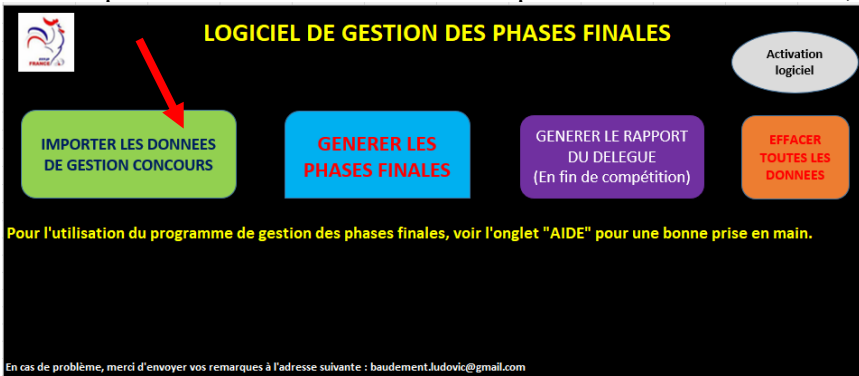 LOGICIEL DE GESTION DES PHASES FINALES
FRANCE
Activation
logiciel
IMPORTER LES DONNEES
DE GESTION CONCOURS
GENERER LES
PHASES FINALES
GENERER LE RAPPORT
DU DELEGUE
(En fin de compétition)
EFFACER
TOUTES LES
DONNEES
Pour l'utilisation du programme de gestion des phases finales, voir l'onglet "AIDE" pour une bonne prise en main.
En cas de problème, merci d'envoyer vos remarques à l'adresse suivante : baudement.ludovic@gmail.com